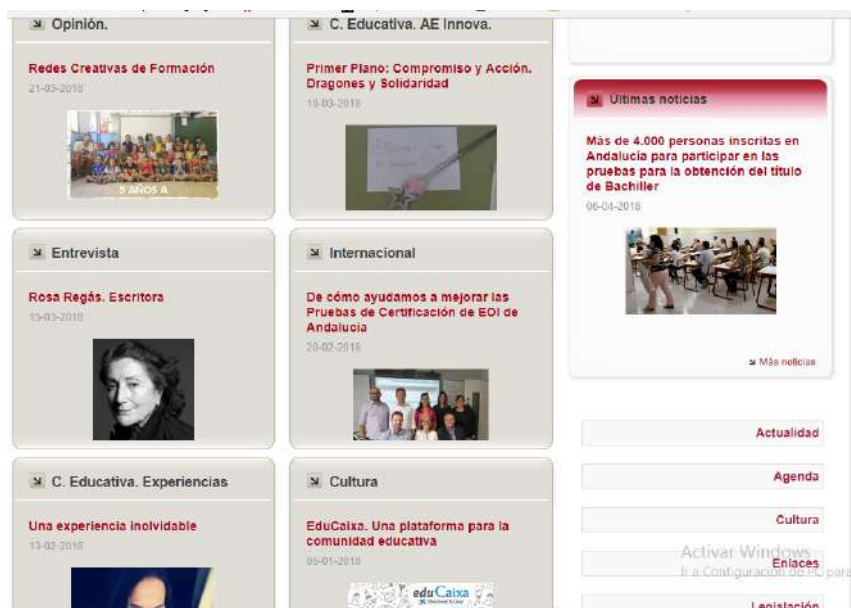 Opinión.
Redes Creativas de Formación
21-03-2018
5 AÑOS A
C. Educativa. AE Innova.
Primer Plano: Compromiso y Acción.
Dragones y Solidaridad
10-03-2018
Últimas noticias
Más de 4.000 personas inscritas en
Andalucía para participar en las
pruebas para la obtención del título
de Bachiller
06-04-2018
Más noticias
Entrevista
Rosa Regás. Escritora
15-03-2018
Internacional
De cómo ayudamos a mejorar las
Pruebas de Certificación de EOI de
Andalucía
20-02-2018
C. Educativa. Experiencias
Una experiencia inolvidable
13-02-2018
Cultura
EduCaixa. Una plataforma para la
comunidad educativa
05-01-2018
eduCaixa
Actualidad
Agenda
Cultura
Enlaces
Legislación
Activar Windows
Ir a Configuración de PC para